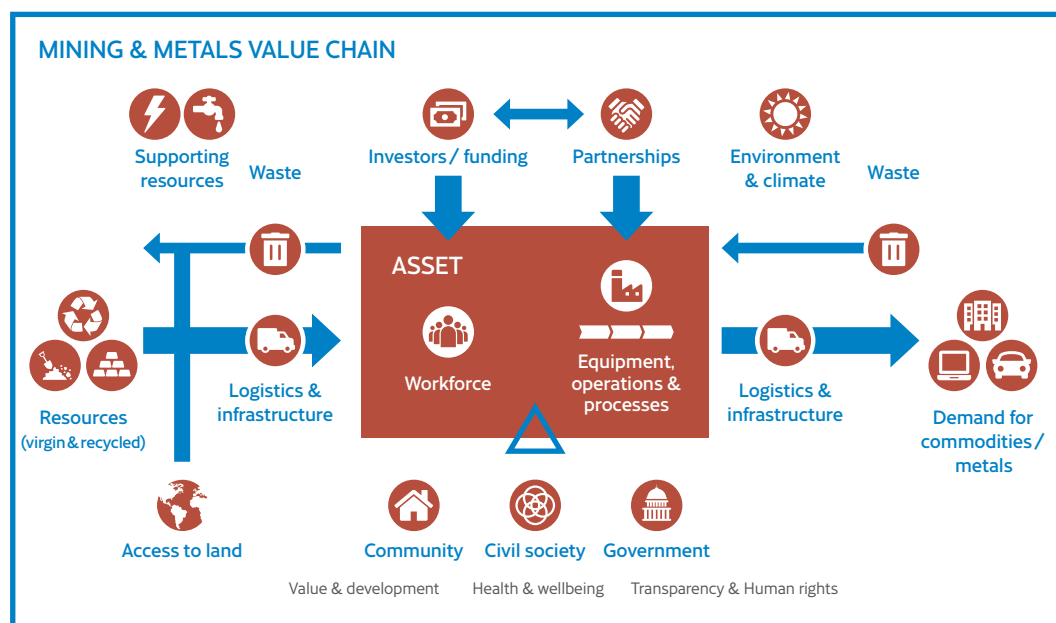 MINING & METALS VALUE CHAIN
Supporting
resources
Waste
Investors / funding
Partnerships
Environment
& climate
Waste
ASSET
Workforce
Equipment,
operations &
processes
Resources
(virgin & recycled)
Logistics &
infrastructure
Logistics &
infrastructure
Demand for
commodities /
metals
Access to land
Community
Civil society
Government
Value & development
Health & wellbeing
Transparency & Human rights